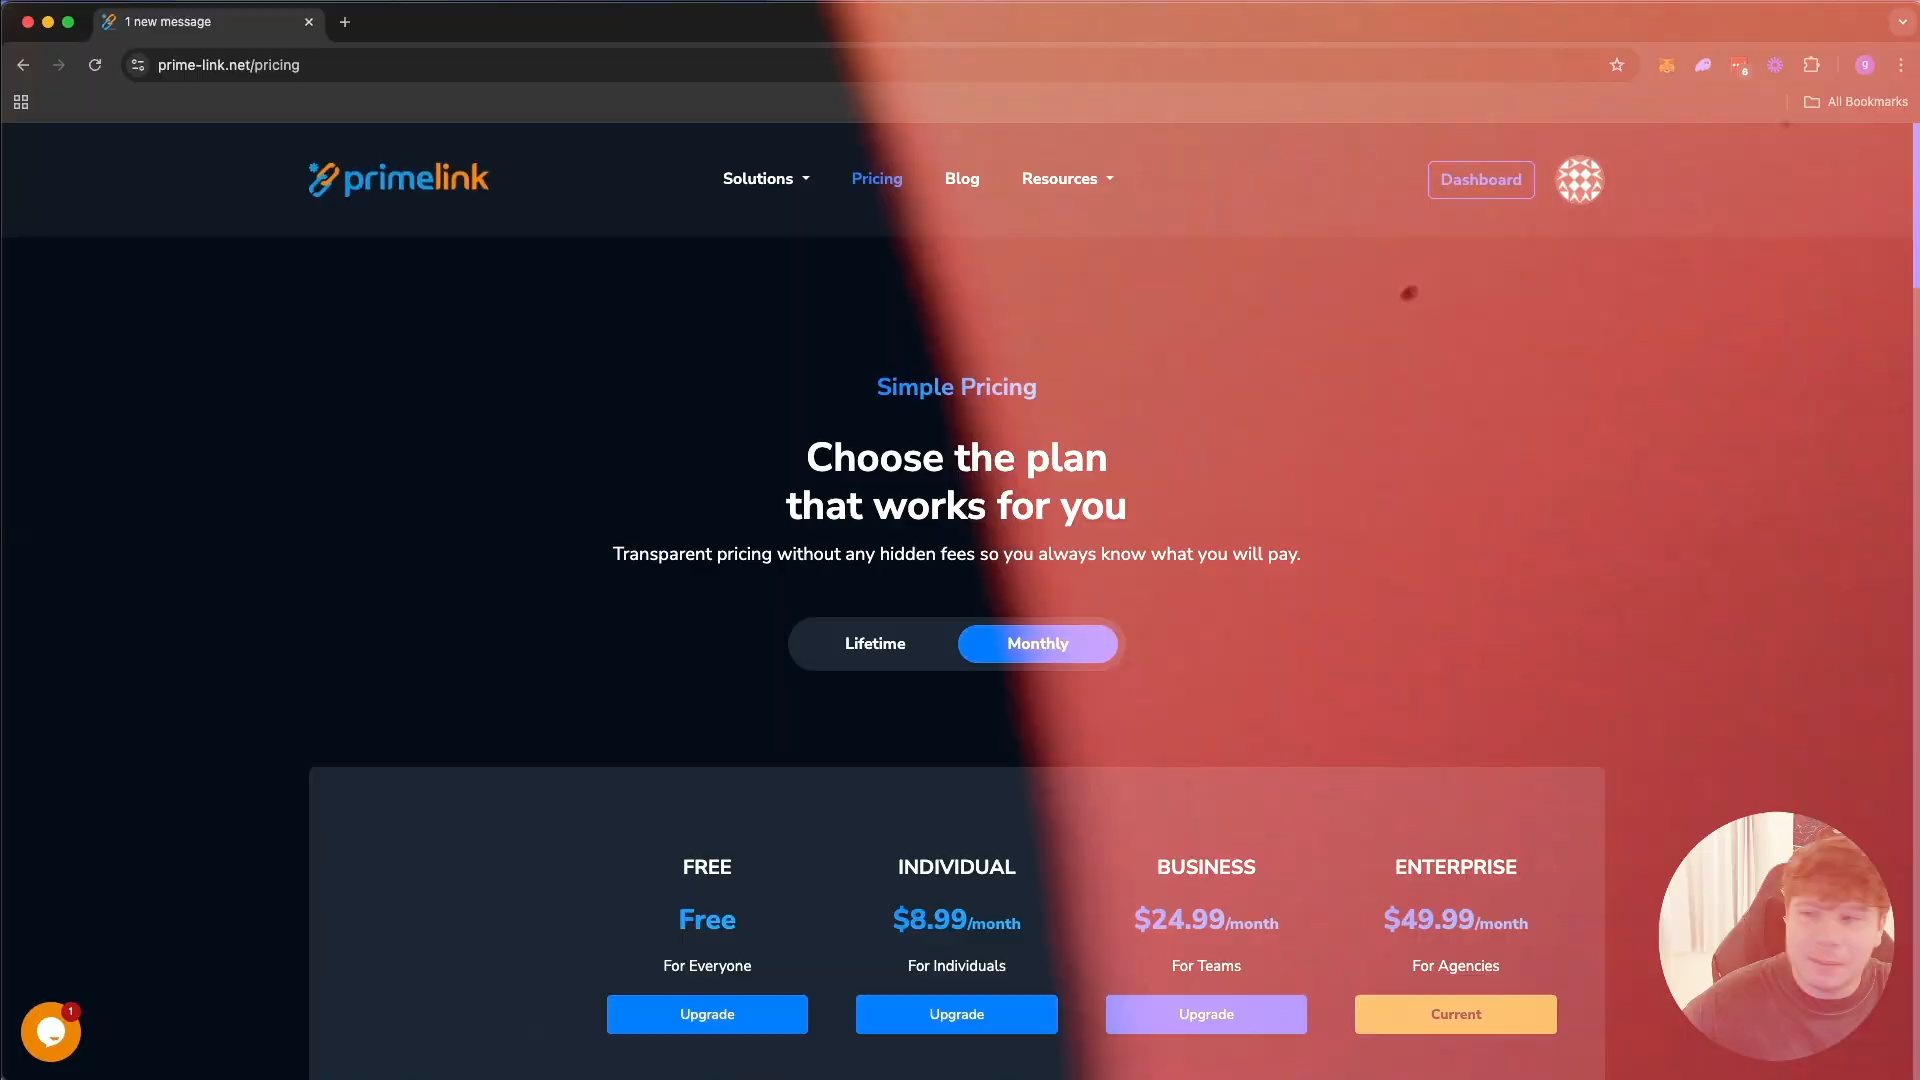 1 new message
prime-link.net/pricing
6
g
All Bookmarks
primelink
Solutions
Pricing
Blog
Resources
Dashboard
Simple Pricing
Choose the plan
that works for you
Transparent pricing without any hidden fees so you always know what you will pay.
Lifetime
Monthly
FREE
INDIVIDUAL
BUSINESS
ENTERPRISE
Free
$8.99/month
$24.99/month
$49.99/month
For Everyone
For Individuals
For Teams
For Agencies
Upgrade
Upgrade
Upgrade
Current
1